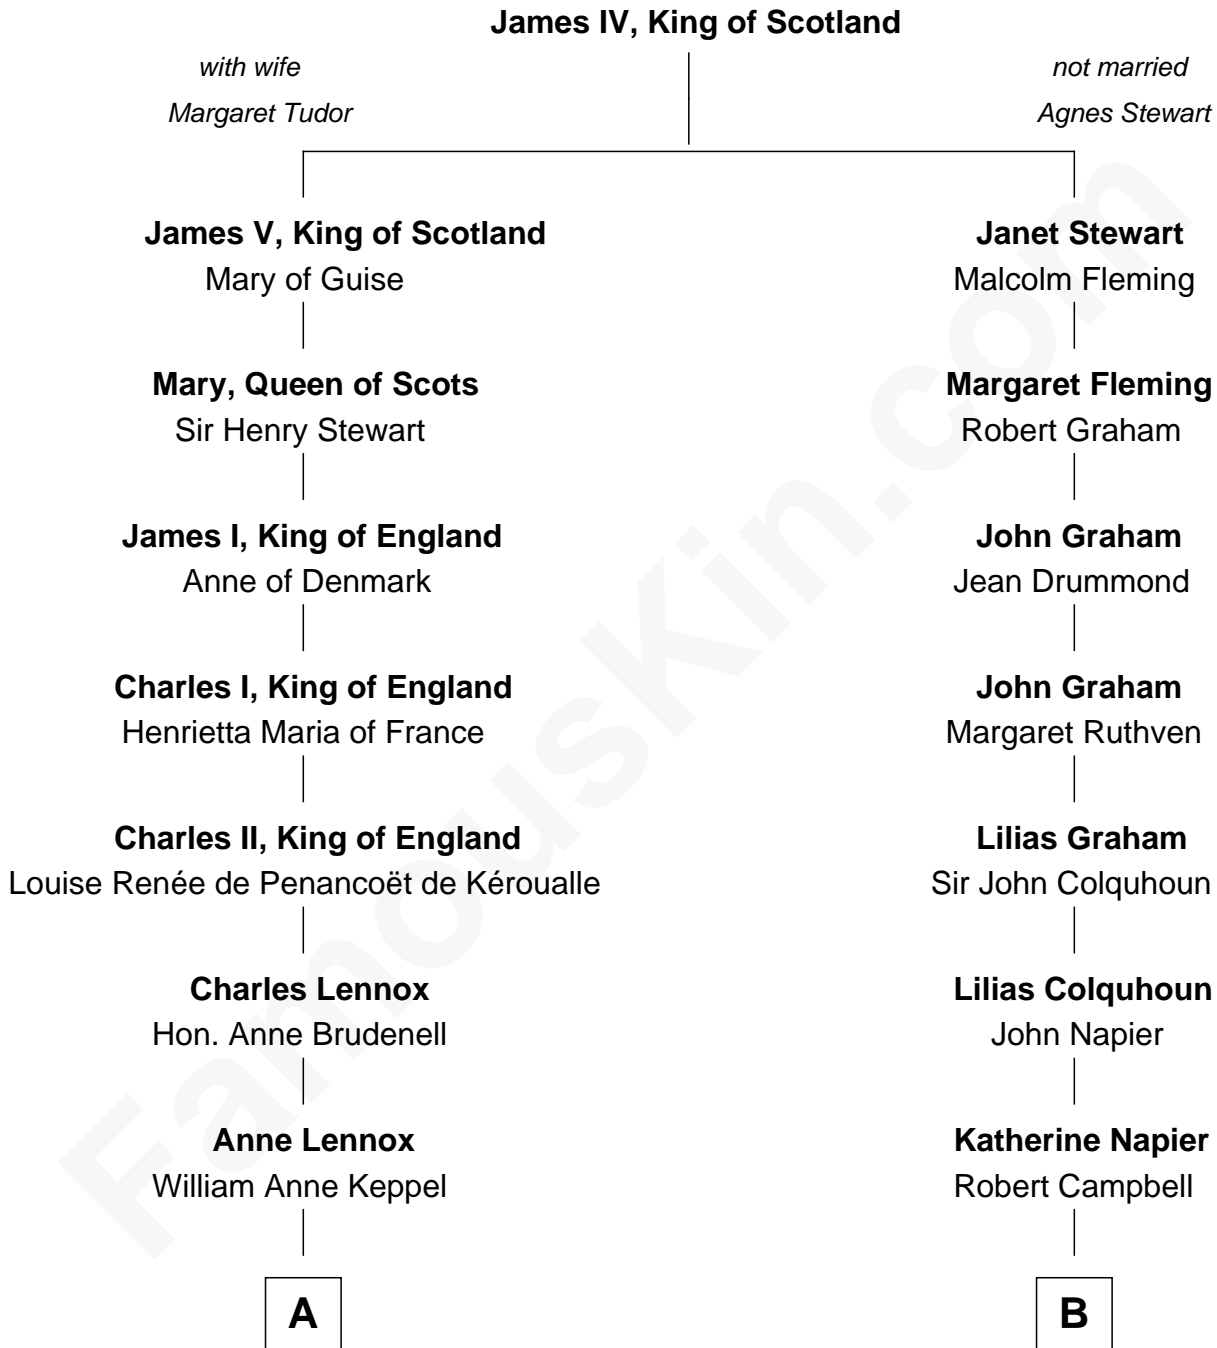 James IV, King of Scotland
with wife
Margaret Tudor
not married
Agnes Stewart
James V, King of Scotland
Mary of Guise
Janet Stewart
Malcolm Fleming
Mary, Queen of Scots
Sir Henry Stewart
Margaret Fleming
Robert Graham
James I, King of England
Anne of Denmark
John Graham
Jean Drummond
Charles I, King of England
Henrietta Maria of France
John Graham
Margaret Ruthven
Charles II, King of England
Louise Renée de Penancoët de Kéroualle
Lilias Graham
Sir John Colquhoun
Charles Lennox
Hon. Anne Brudenell
Lilias Colquhoun
John Napier
Anne Lennox
William Anne Keppel
Katherine Napier
Robert Campbell
A
B
FamousKin.com